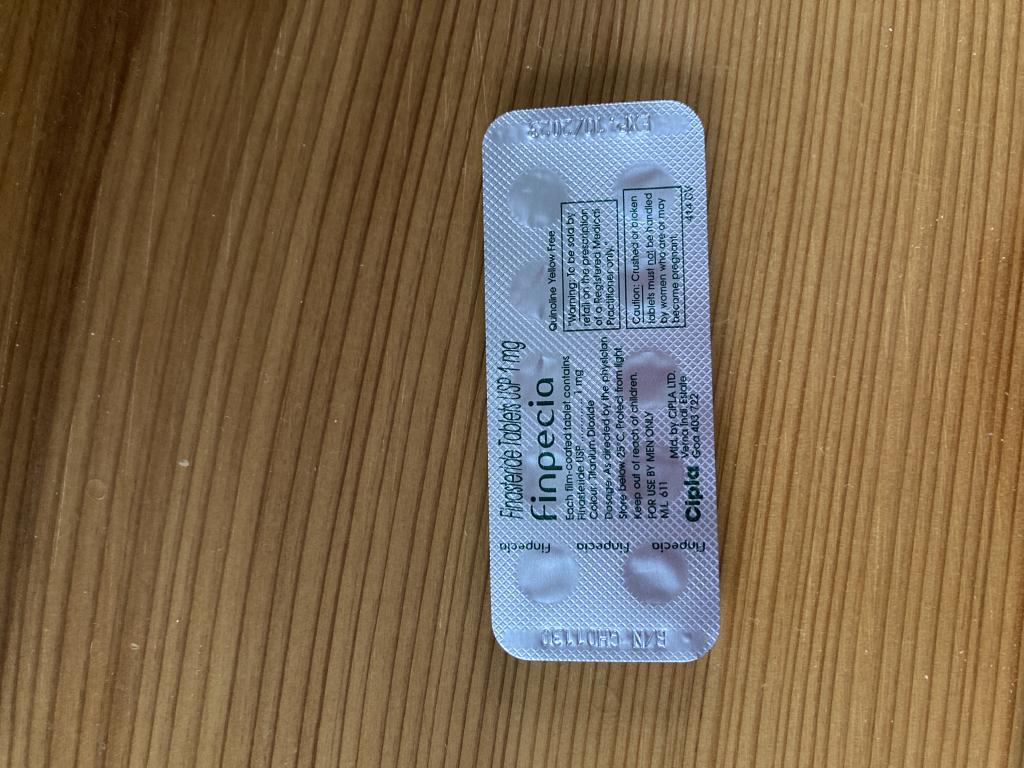 Finasteride Tablets USP 1 mg
Finpecia
Each film-coated tablet contains
Finasteride USP ............ 1 mg
Colour: Titanium Dioxide
Dosage: As directed by the physician
Store below 25°C. Protect from light
Keep out of reach of children.
FOR USE BY MEN ONLY
M.L. 611
Cipla
Mfd. by CIPLA LTD.
Verna Indl. Estate
Goa 403 722
Quinoline Yellow Free
"Warning: To be sold by
retail on the prescription
of a Registered Medical
Practitioner only."
Caution: Crushed or broken
tablets must not be handled
by women who are or may
become pregnant
Finpecia
Finpecia
Finpecia
EXP. 10/
B/N